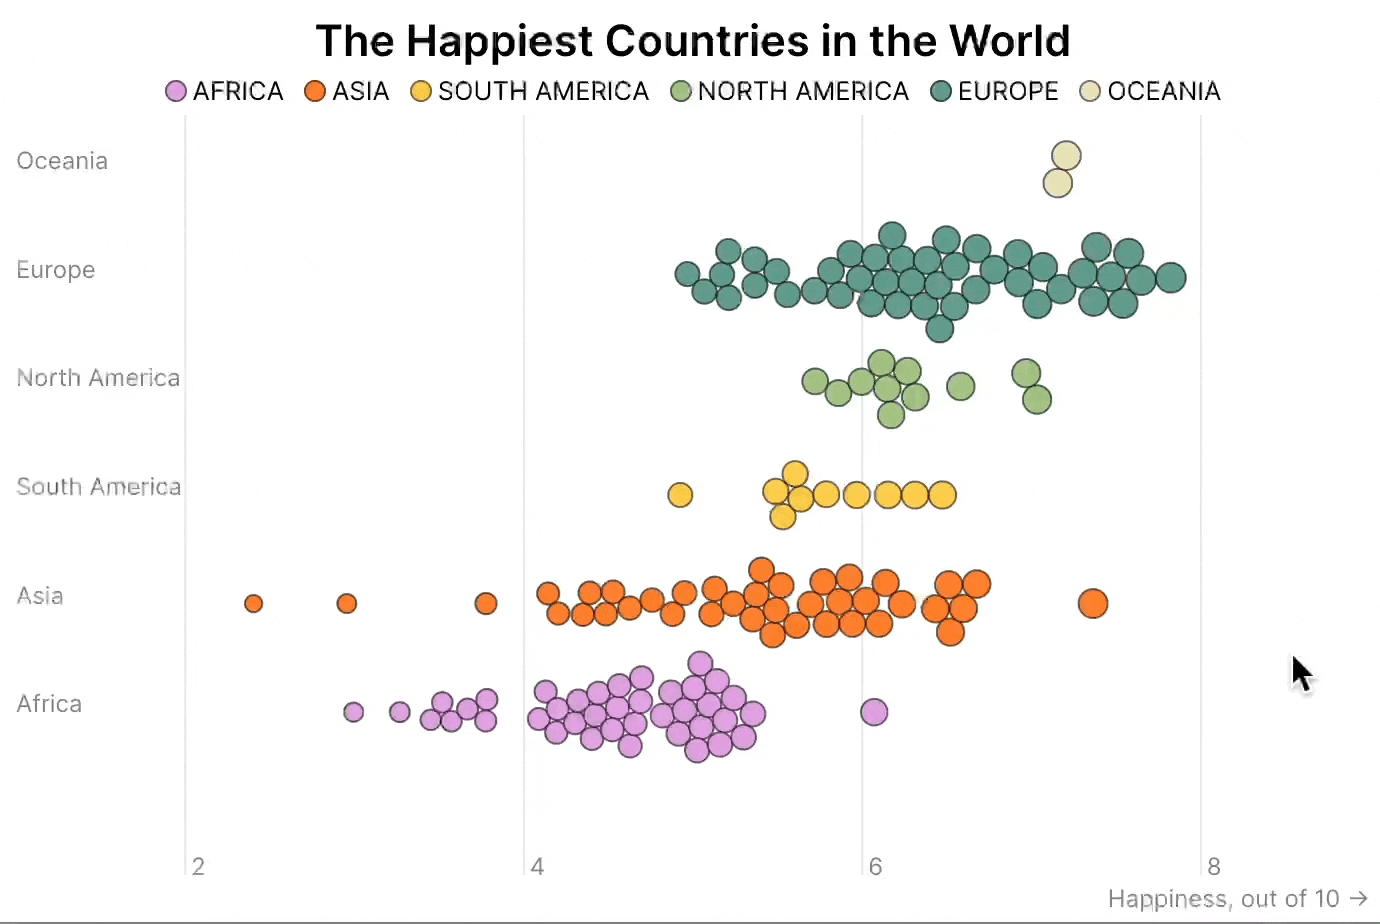 The Happiest Countries in the World
AFRICA ASIA SOUTH AMERICA NORTH AMERICA EUROPE OCEANIA
Oceania
Europe
North America
South America
Asia
Africa
2 4 6 8
Happiness, out of 10 →